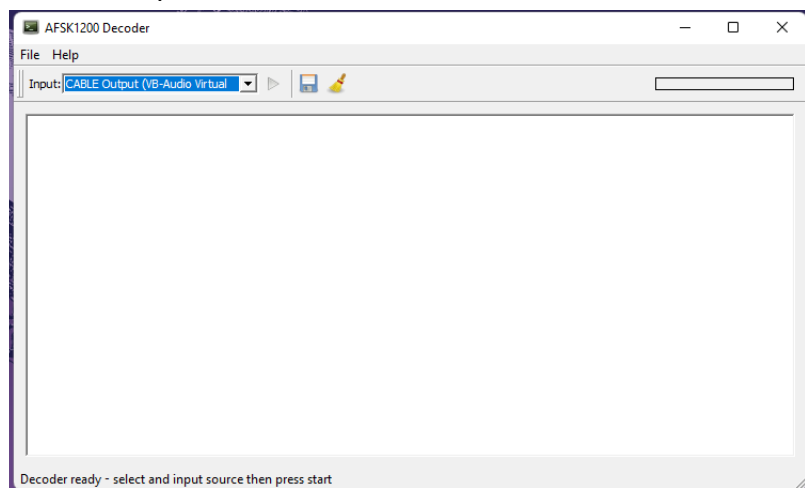 AFSK1200 Decoder
File Help
Input: CABLE Output (VB-Audio Virtual
Decoder ready - select and input source then press start